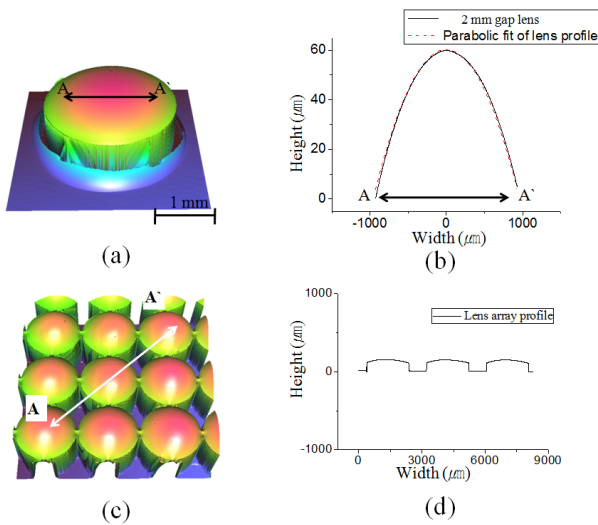 A A`
1 mm
(a)
2 mm gap lens
Parabolic fit of lens profile
60
40
20
0
Height (μm)
A A`
-1000 0 1000
Width (μm)
(b)
A`
A
(c)
1000
0
-1000
Height (μm)
Lens array profile
0 3000 6000 9000
Width (μm)
(d)